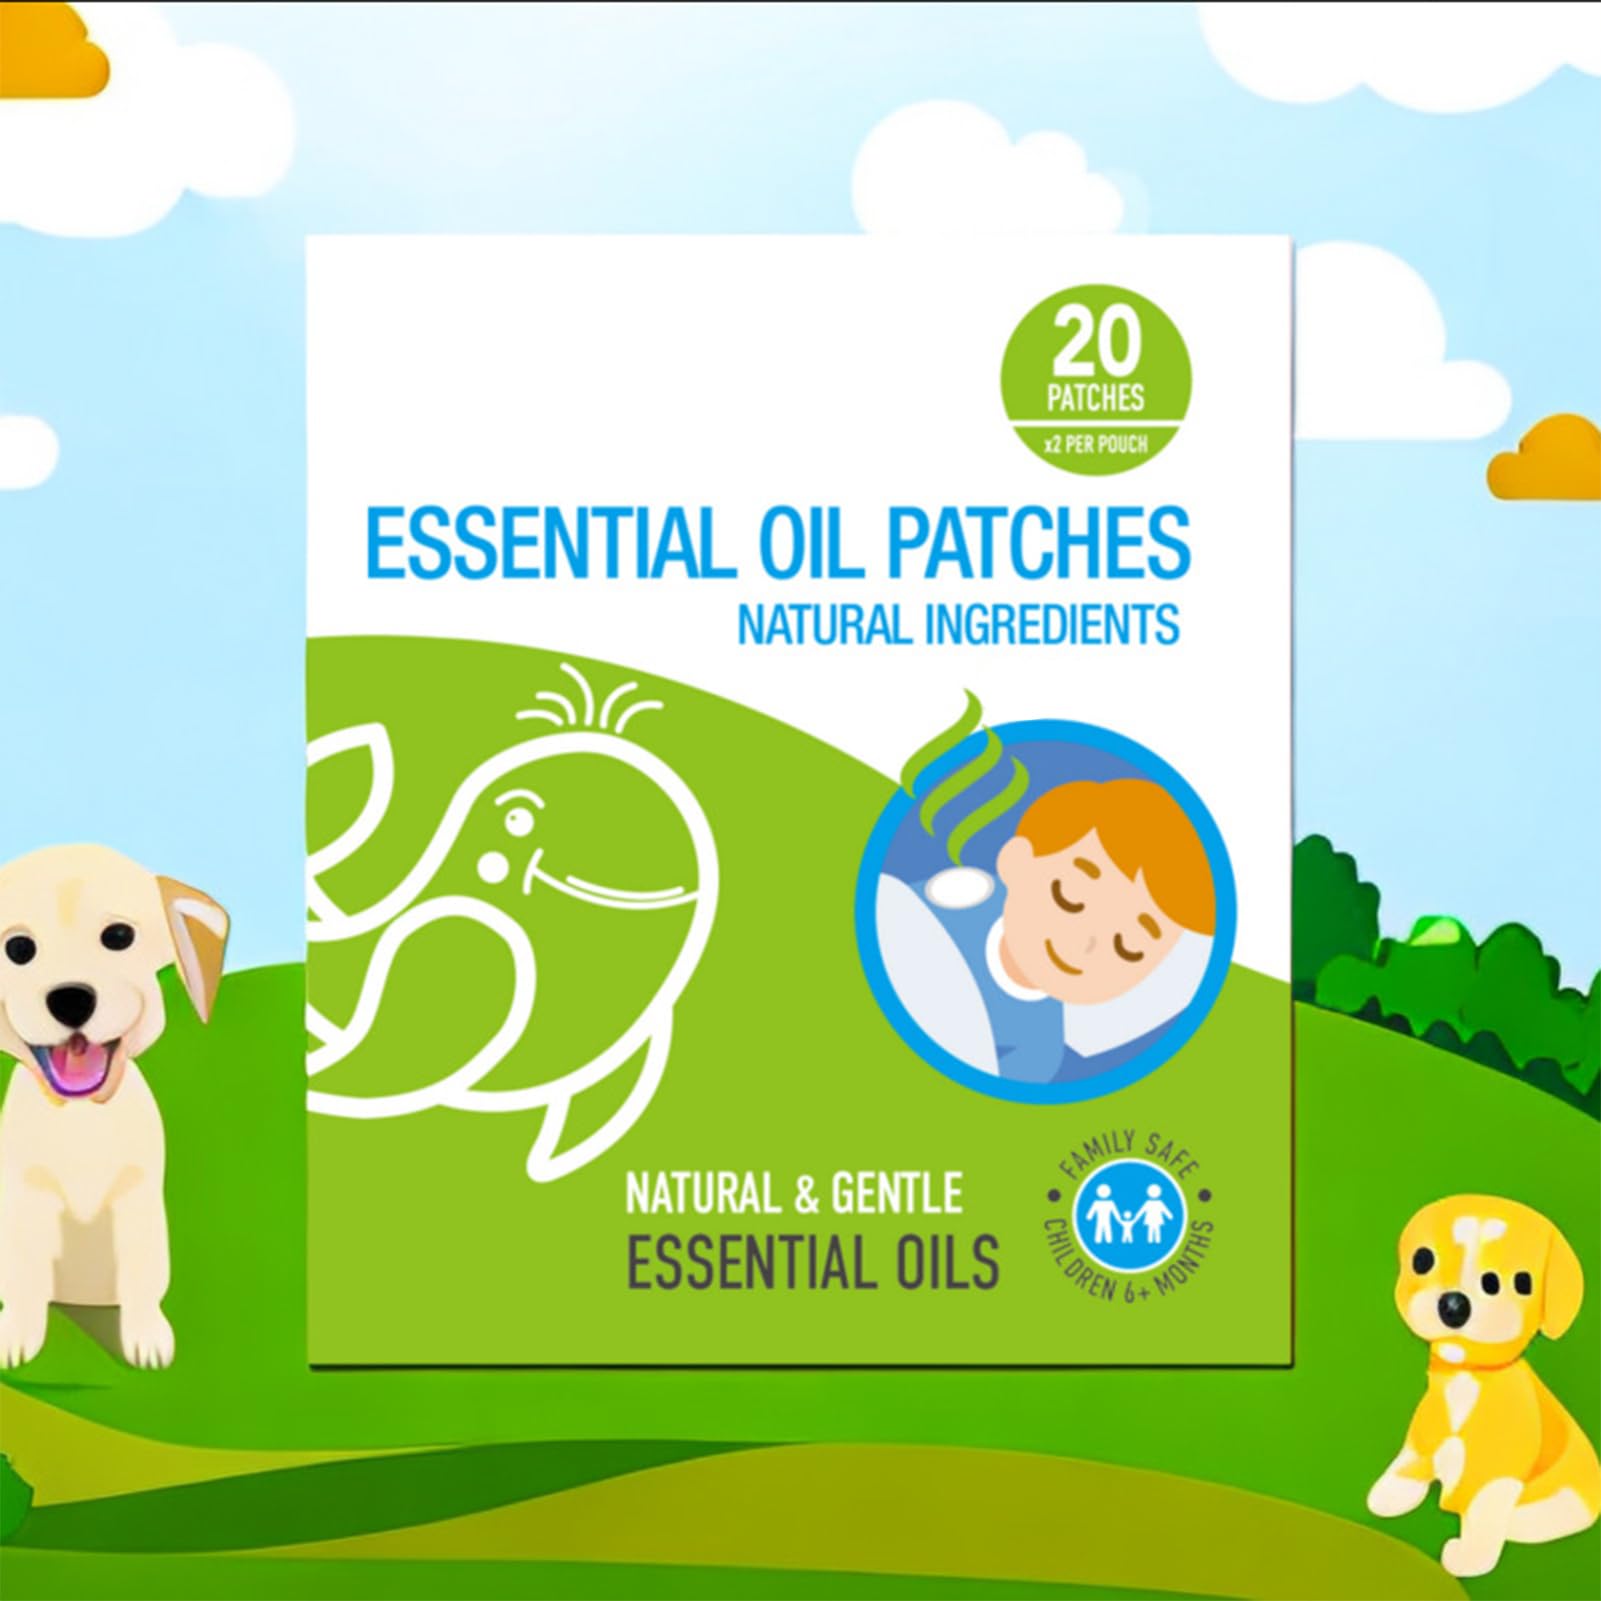 20
PATCHES
x2 PER POUCH
ESSENTIAL OIL PATCHES
NATURAL INGREDIENTS
NATURAL & GENTLE
ESSENTIAL OILS
• FAMILY SAFE •
CHILDREN 6+ MONTHS